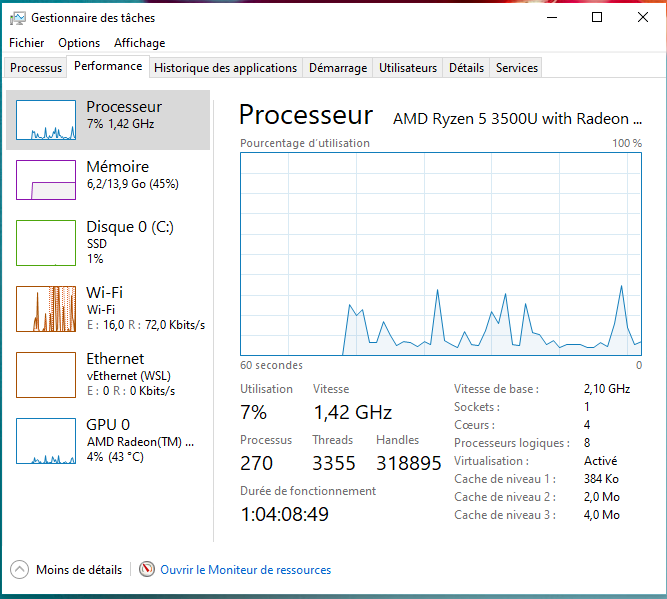 Gestionnaire des tâches
Fichier Options Affichage
Processus Performance Historique des applications Démarrage Utilisateurs Détails Services
Processeur
7% 1,42 GHz
Mémoire
6,2/13,9 Go (45%)
Disque 0 (C:)
SSD
1%
Wi-Fi
Wi-Fi
E : 16,0 R : 72,0 Kbits/s
Ethernet
vEthernet (WSL)
E : 0 R : 0 Kbits/s
GPU 0
AMD Radeon(TM) ...
4% (43 °C)
Processeur AMD Ryzen 5 3500U with Radeon ...
Pourcentage d'utilisation 100 %
60 secondes 0
Utilisation Vitesse
7% 1,42 GHz
Processus Threads Handles
270 3355 318895
Durée de fonctionnement
1:04:08:49
Vitesse de base : 2,10 GHz
Sockets : 1
Cœurs : 4
Processeurs logiques : 8
Virtualisation : Activé
Cache de niveau 1 : 384 Ko
Cache de niveau 2 : 2,0 Mo
Cache de niveau 3 : 4,0 Mo
Moins de détails Ouvrir le Moniteur de ressources